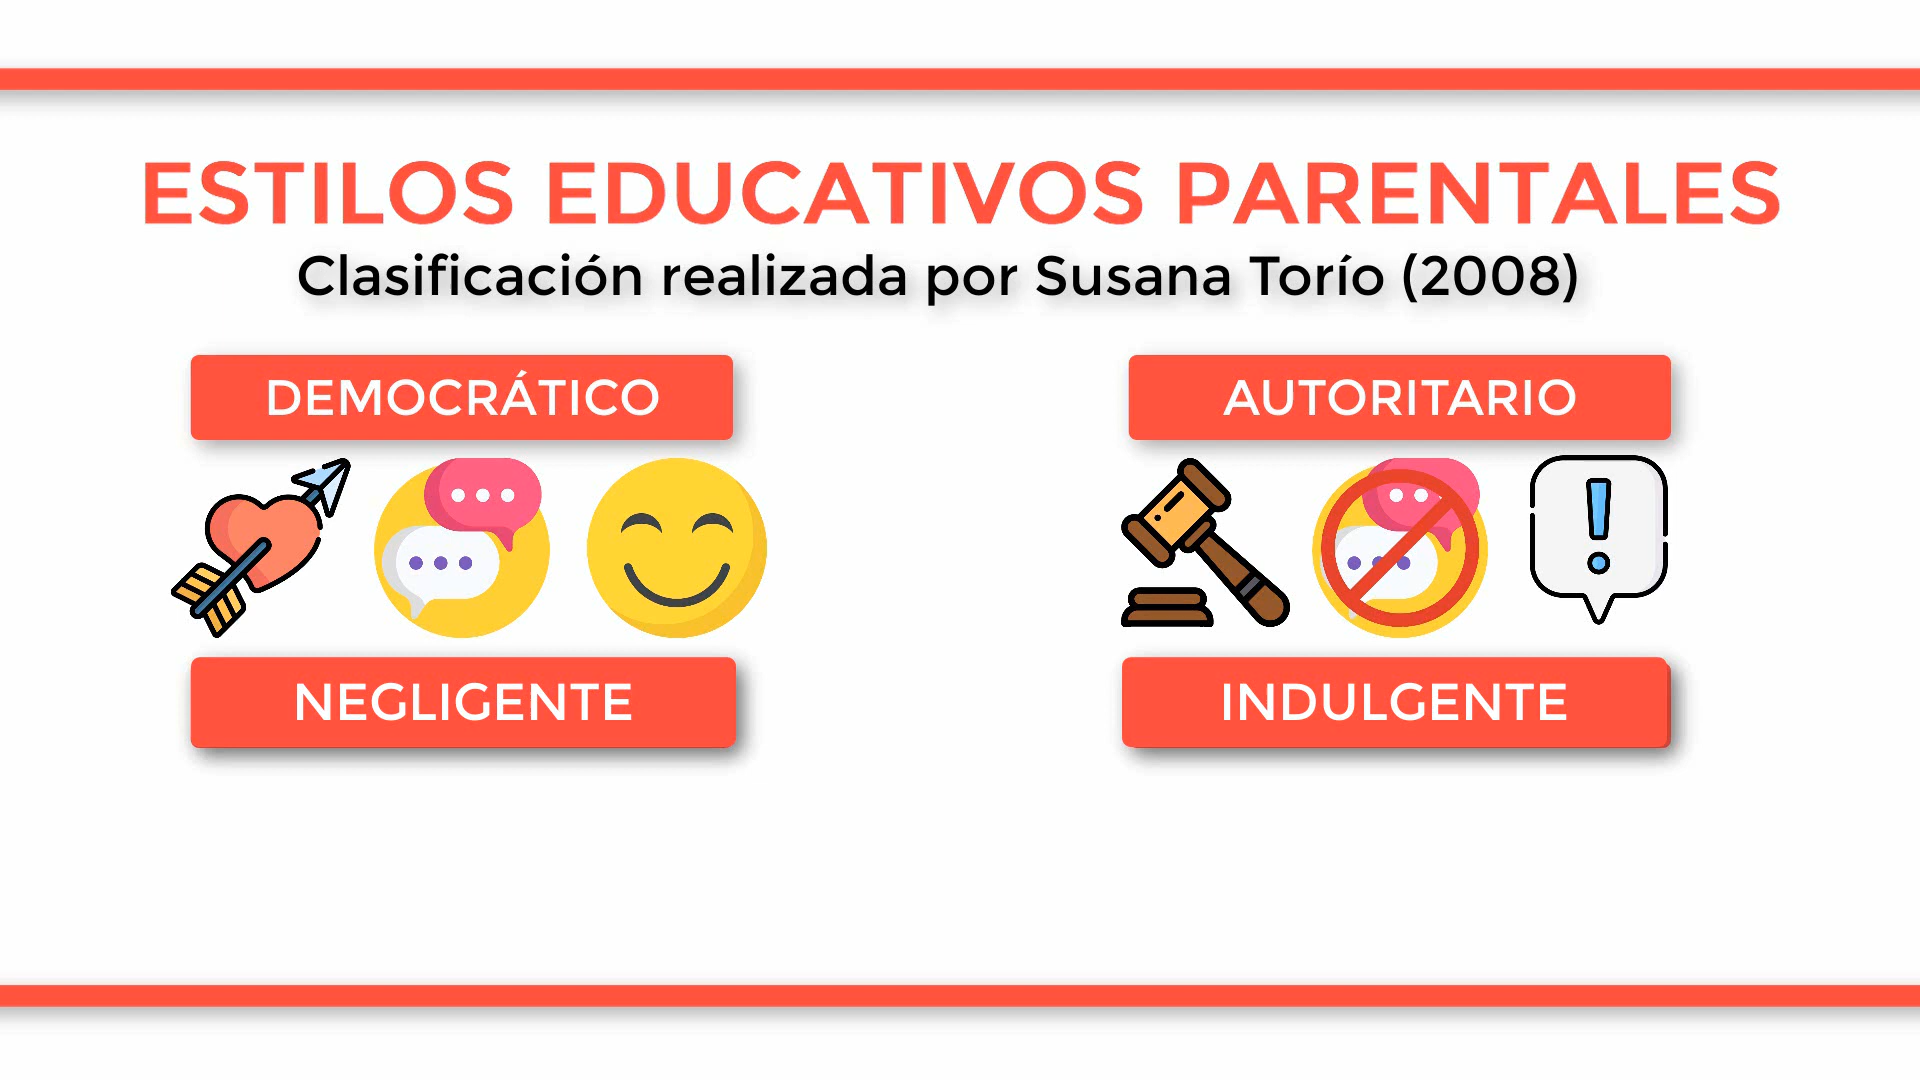 ESTILOS EDUCATIVOS PARENTALES
Clasificación realizada por Susana Torío (2008)
DEMOCRÁTICO
AUTORITARIO
NEGLIGENTE
INDULGENTE